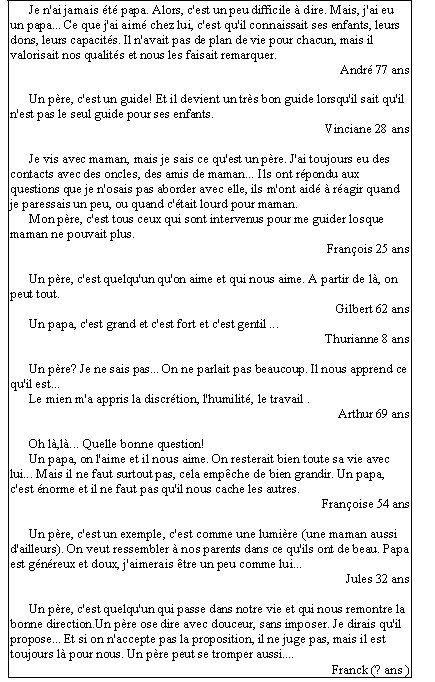 Je n'ai jamais été papa. Alors, c'est un peu difficile à dire. Mais, j'ai eu
un papa... Ce que j'ai aimé chez lui, c'est qu'il connaissait ses enfants, leurs
dons, leurs capacités. Il n'avait pas de plan de vie pour chacun, mais il
valorisait nos qualités et nous les faisait remarquer.
André 77 ans
Un père, c'est un guide! Et il devient un très bon guide lorsqu'il sait qu'il
n'est pas le seul guide pour ses enfants.
Vinciane 28 ans
Je vis avec maman, mais je sais ce qu'est un père. J'ai toujours eu des
contacts avec des oncles, des amis de maman... Ils ont répondu aux
questions que je n'osais pas aborder avec elle, ils m'ont aidé à réagir quand
je paressais un peu, ou quand c'était lourd pour maman.
Mon père, c'est tous ceux qui sont intervenus pour me guider losque
maman ne pouvait plus.
François 25 ans
Un père, c'est quelqu'un qu'on aime et qui nous aime. A partir de là, on
peut tout.
Gilbert 62 ans
Un papa, c'est grand et c'est fort et c'est gentil ...
Thurianne 8 ans
Un père? Je ne sais pas... On ne parlait pas beaucoup. Il nous apprend ce
qu'il est...
Le mien m'a appris la discrétion, l'humilité, le travail .
Arthur 69 ans
Oh là,là... Quelle bonne question!
Un papa, on l'aime et il nous aime. On resterait bien toute sa vie avec
lui... Mais il ne faut surtout pas, cela empêche de bien grandir. Un papa,
c'est énorme et il ne faut pas qu'il nous cache les autres.
Françoise 54 ans
Un père, c'est un exemple, c'est comme une lumière (une maman aussi
d'ailleurs). On veut ressembler à nos parents dans ce qu'ils ont de beau. Papa
est généreux et doux, j'aimerais être un peu comme lui...
Jules 32 ans
Un père, c'est quelqu'un qui passe dans notre vie et qui nous remontre la
bonne direction.Un père ose dire avec douceur, sans imposer. Je dirais qu'il
propose... Et si on n'accepte pas la proposition, il ne juge pas, mais il est
toujours là pour nous. Un père peut se tromper aussi....
Franck (? ans )